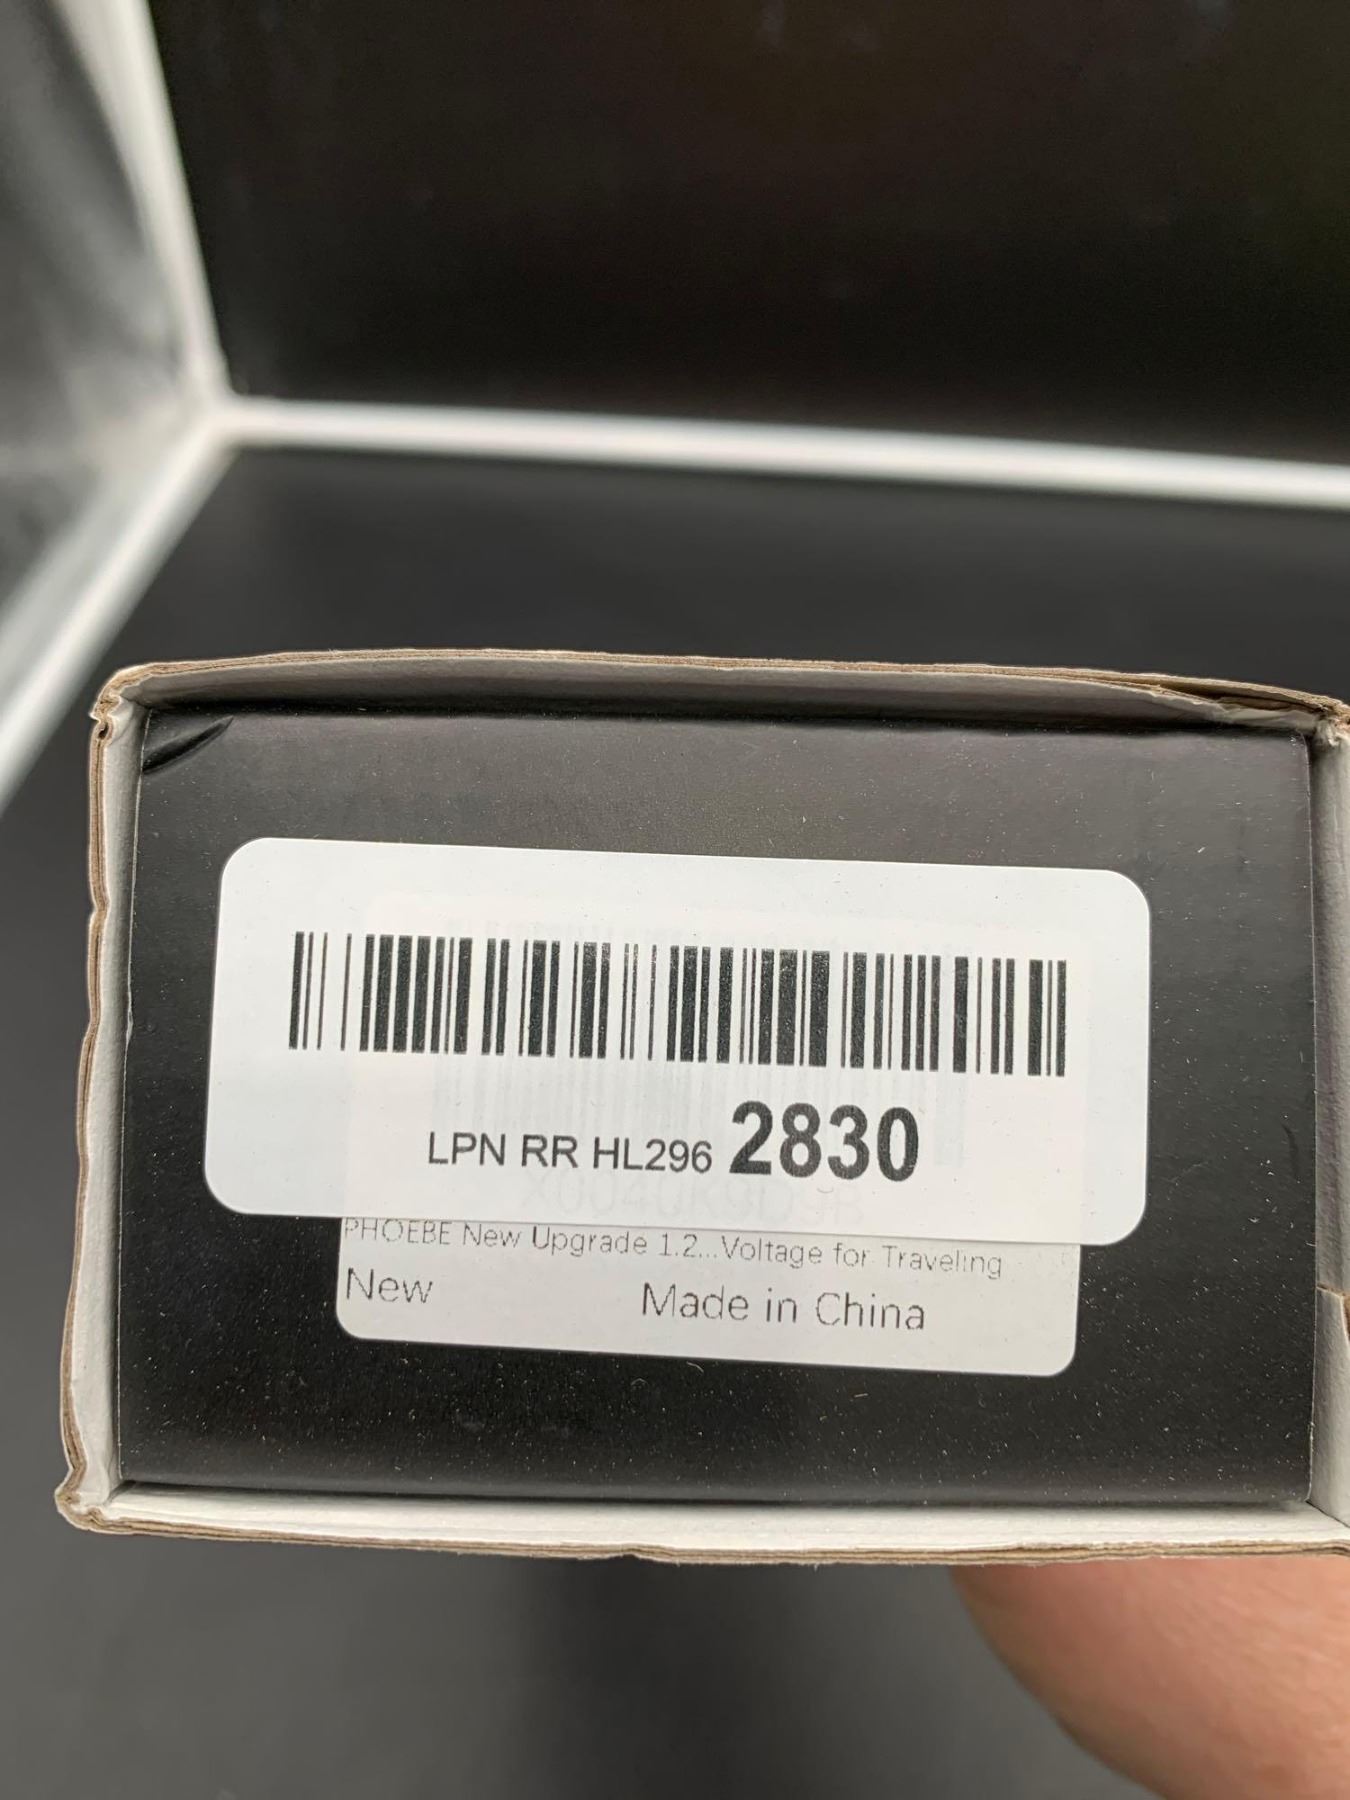 LPN RR HL296 2830
PHOEBE New Upgrade 1.2...Voltage for Traveling
New Made in China